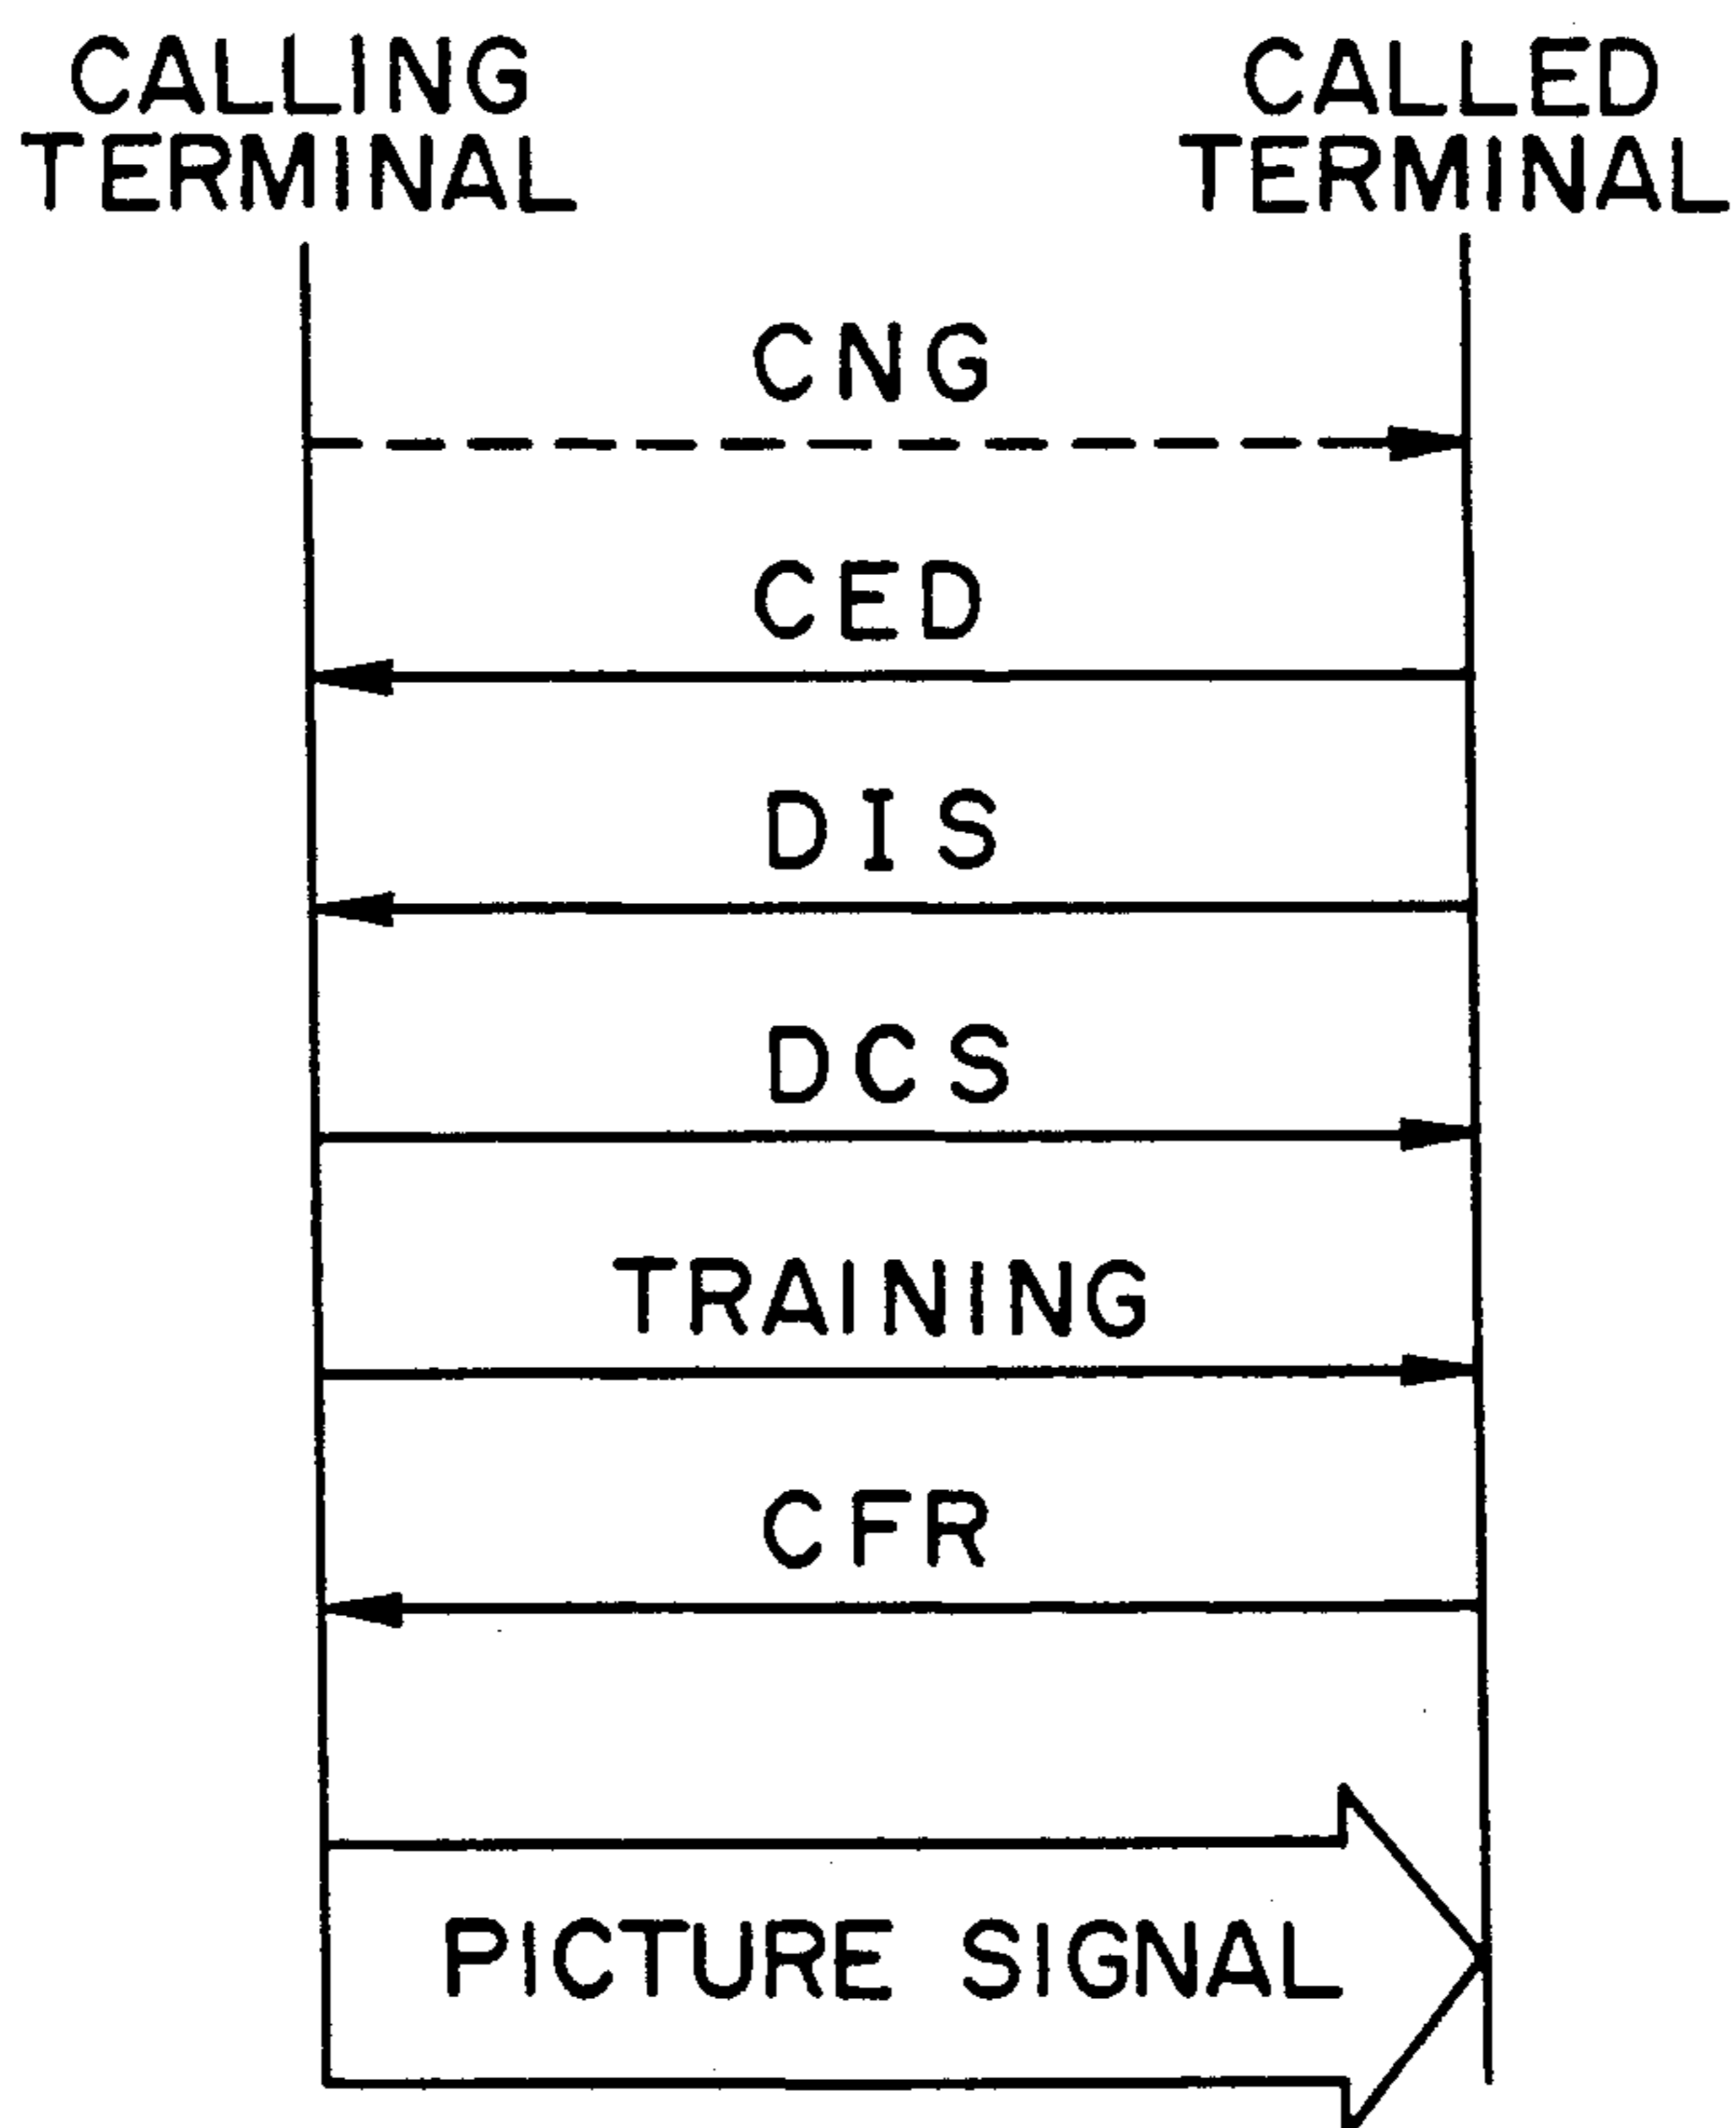 CALLING
TERMINAL
CALLED
TERMINAL
CNG
CED
DIS
DCS
TRAINING
CFR
PICTURE SIGNAL